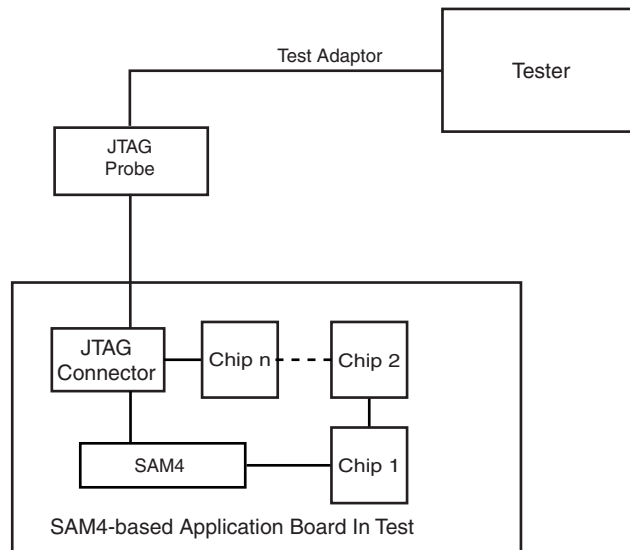 Test Adaptor
Tester
JTAG
Probe
JTAG
Connector
Chip n
Chip 2
SAM4
Chip 1
SAM4-based Application Board In Test